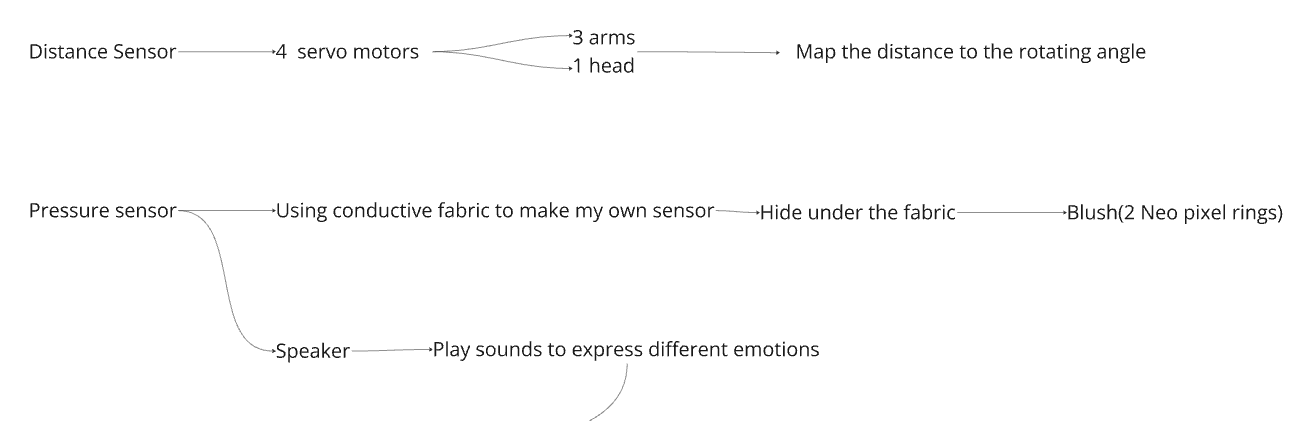 Distance Sensor
4  servo motors
3 arms
1 head
Map the distance to the rotating angle
Pressure sensor
Using conductive fabric to make my own sensor
Hide under the fabric
Blush(2 Neo pixel rings)
Speaker
Play sounds to express different emotions